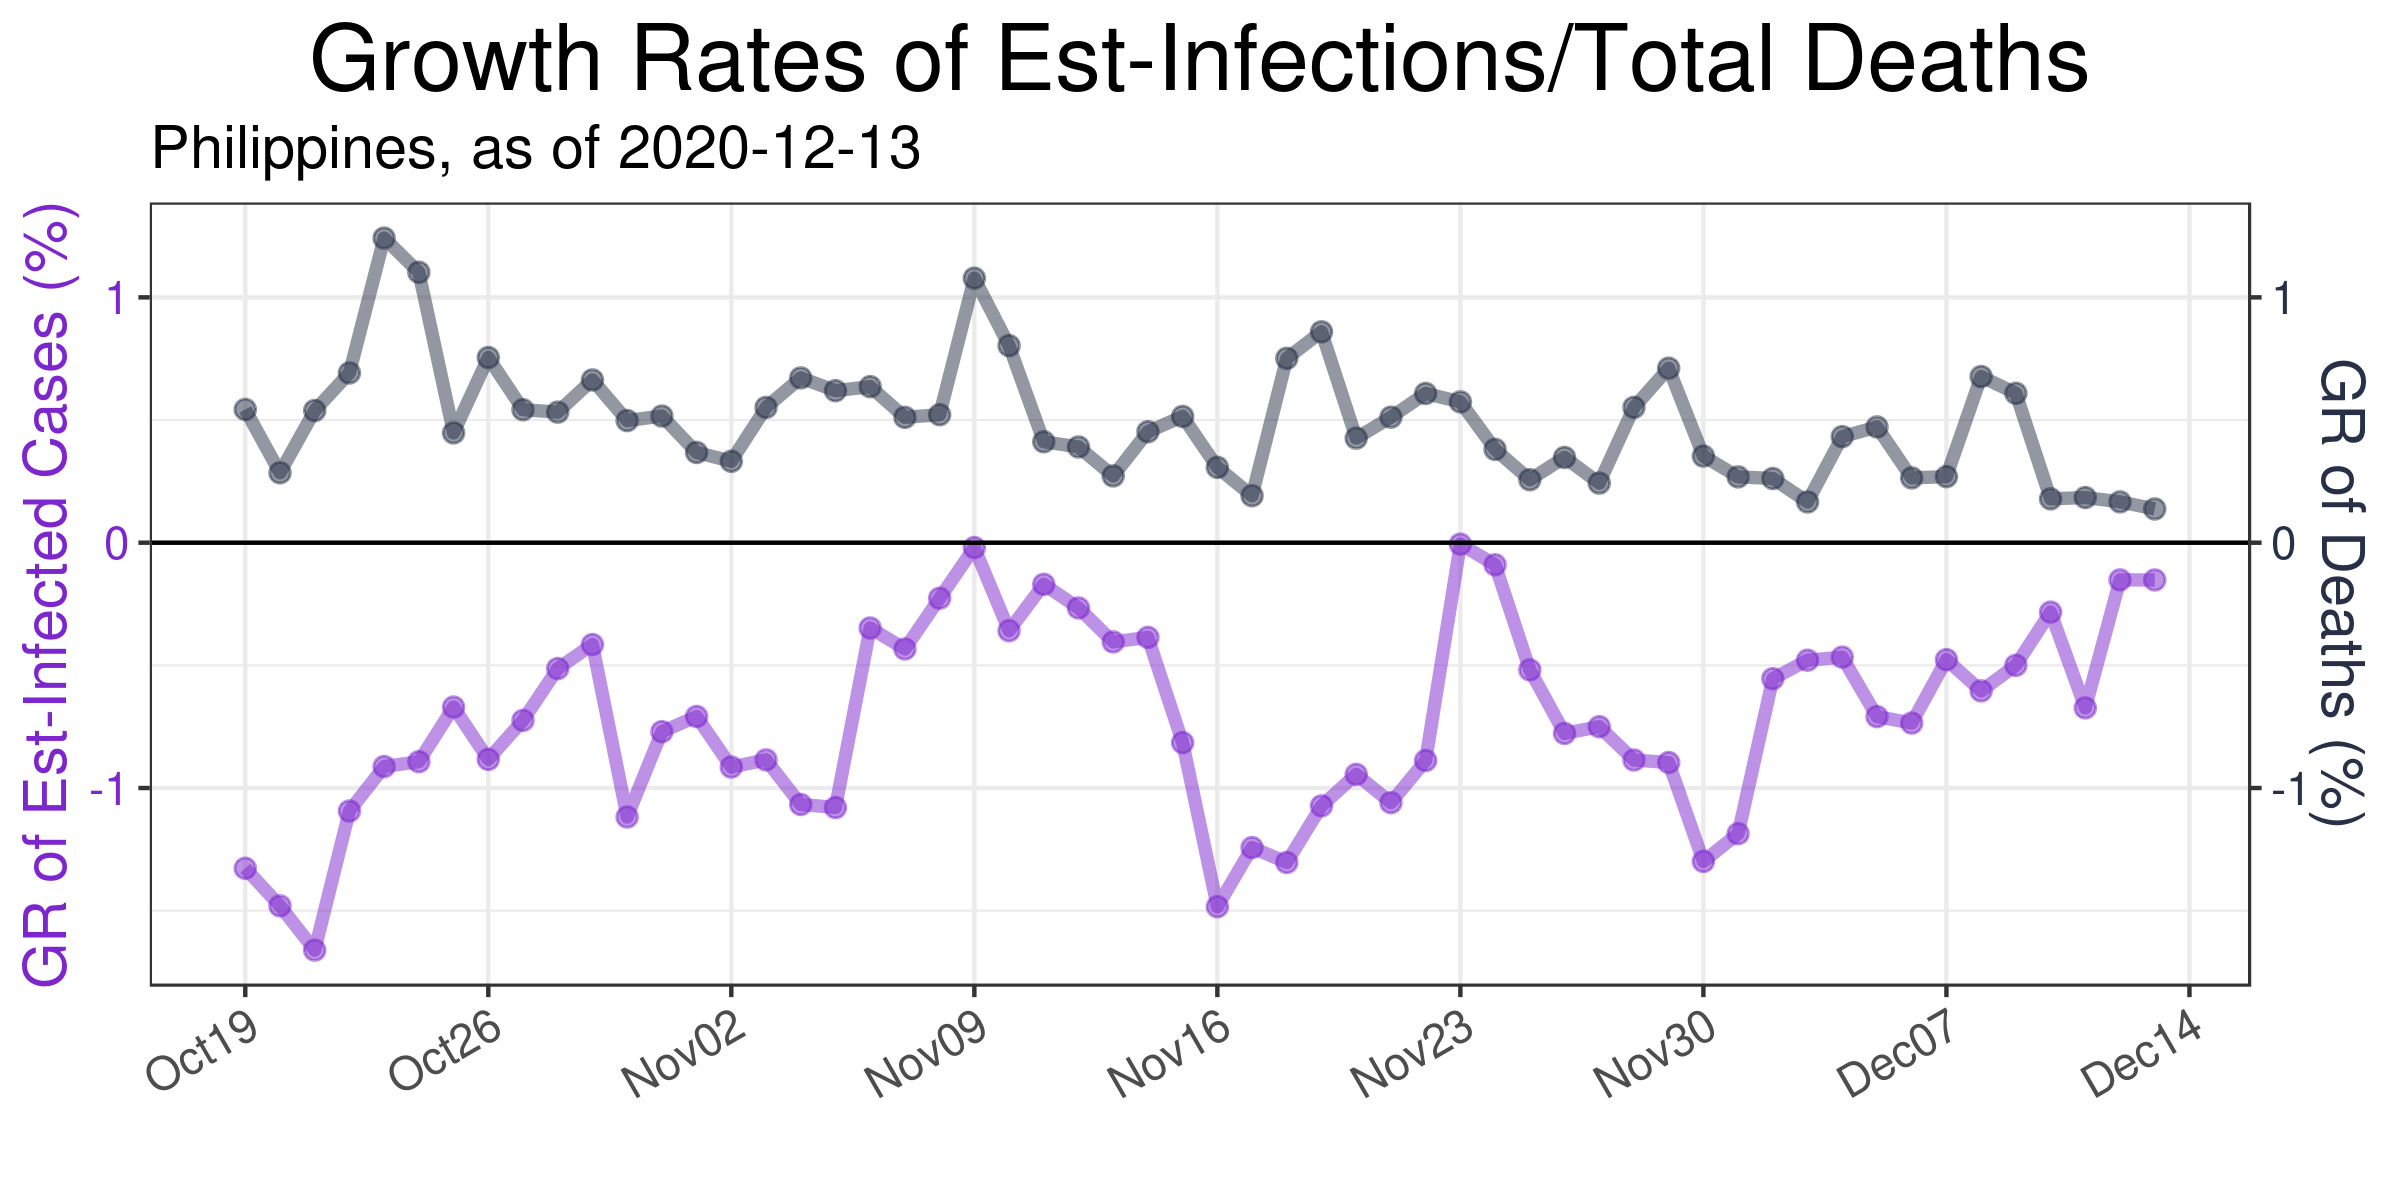 Growth Rates of Est-Infections/Total Deaths
Philippines, as of 2020-12-13
GR of Est-Infected Cases (%)
1
0
-1
1
0
-1
GR of Deaths (%)
Oct19
Oct26
Nov02
Nov09
Nov16
Nov23
Nov30
Dec07
Dec14